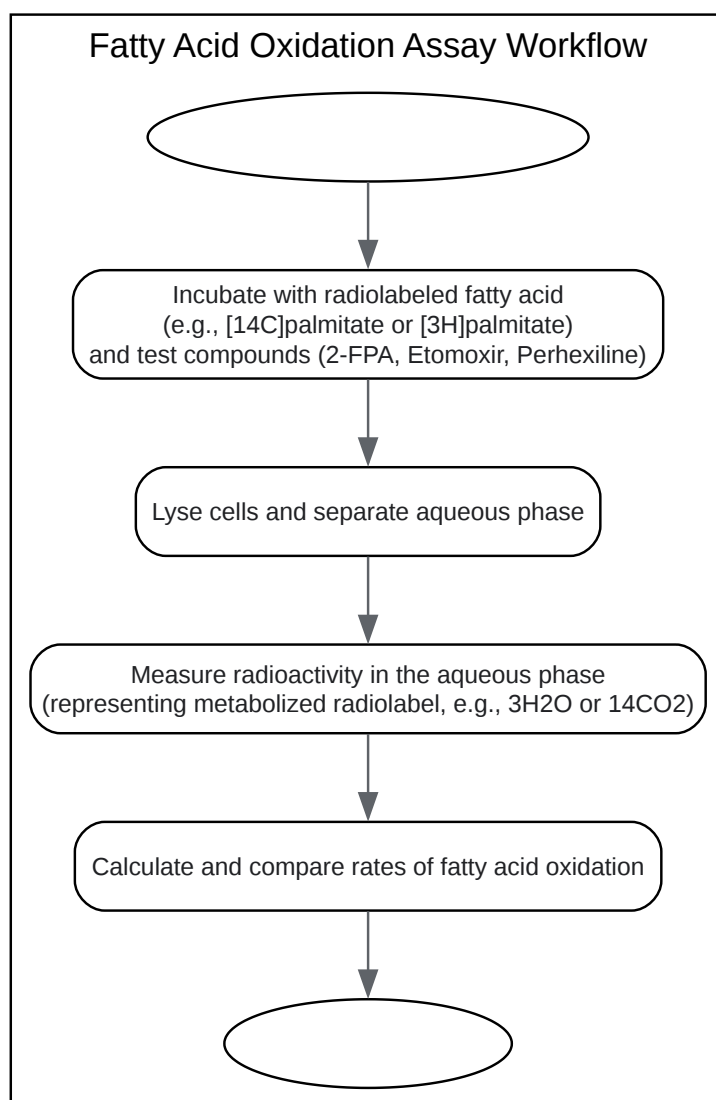 Fatty Acid Oxidation Assay Workflow
Incubate with radiolabeled fatty acid
(e.g., [14C]palmitate or [3H]palmitate)
and test compounds (2-FPA, Etomoxir, Perhexiline)
Lyse cells and separate aqueous phase
Measure radioactivity in the aqueous phase
(representing metabolized radiolabel, e.g., 3H2O or 14CO2)
Calculate and compare rates of fatty acid oxidation